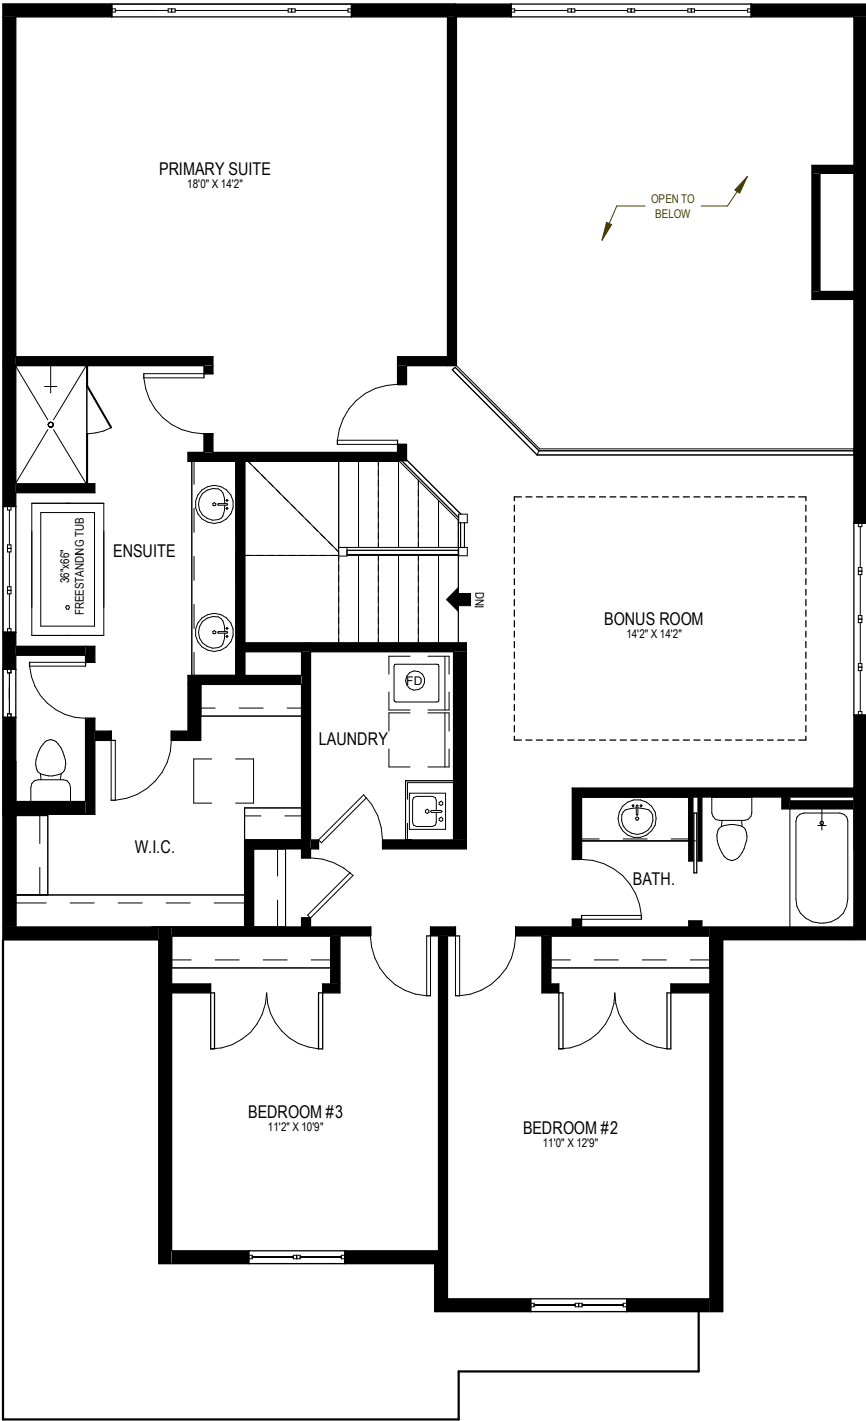 PRIMARY SUITE
18'0" X 14'2"
OPEN TO
BELOW
36"x66"
FREESTANDING TUB
ENSUITE
DN
BONUS ROOM
14'2" X 14'2"
FD
LAUNDRY
W.I.C.
BATH.
BEDROOM #3
11'2" X 10'9"
BEDROOM #2
11'0" X 12'9"